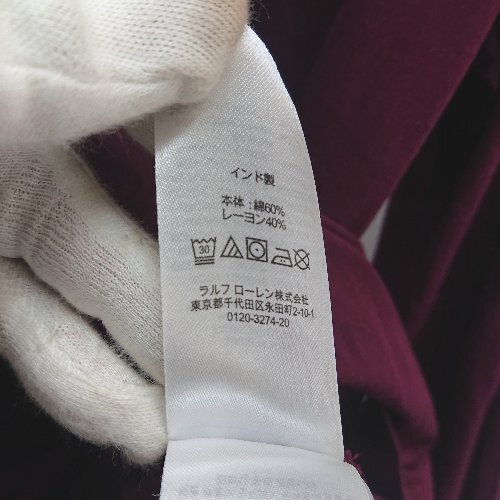 インド製
本体：綿60%
レーヨン40%
30
ラルフ ローレン株式会社
東京都千代田区永田町2-10-1
0120-3274-20